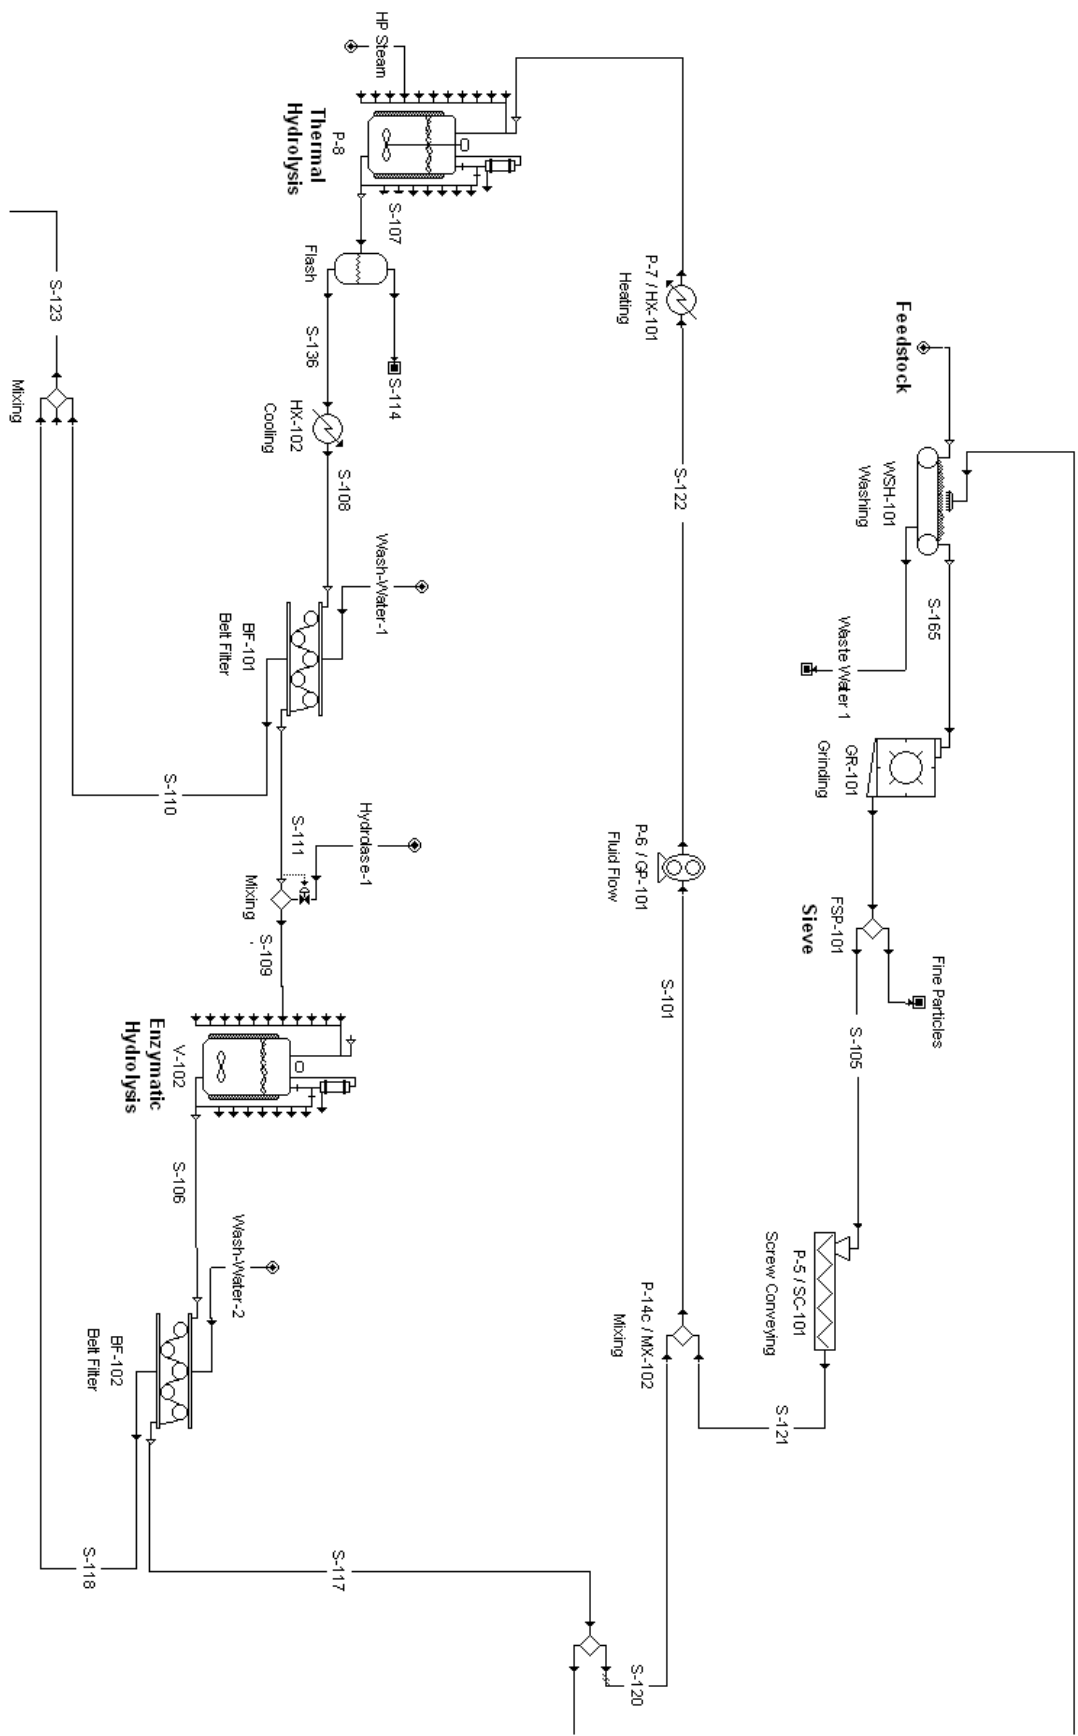 Feedstock
WSH-101
Washing
S-165
Waste Water 1
GR-101
Grinding
FSP-101
Sieve
Fine Particles
S-105
P-5 / SC-101
Screw Conveying
S-121
P-7 / HX-101
Heating
S-122
P-6 / GP-101
Fluid Flow
S-101
P-14c / MX-102
Mixing
S-120
HP Steam
P-8
Thermal
Hydrolysis
S-107
Flash
S-114
S-136
HX-102
Cooling
S-108
Wash-Water-1
BF-101
Belt Filter
S-110
S-111
Hydrolase-1
Mixing
S-109
V-102
Enzymatic
Hydrolysis
S-106
Wash-Water-2
BF-102
Belt Filter
S-117
S-118
S-123
Mixing